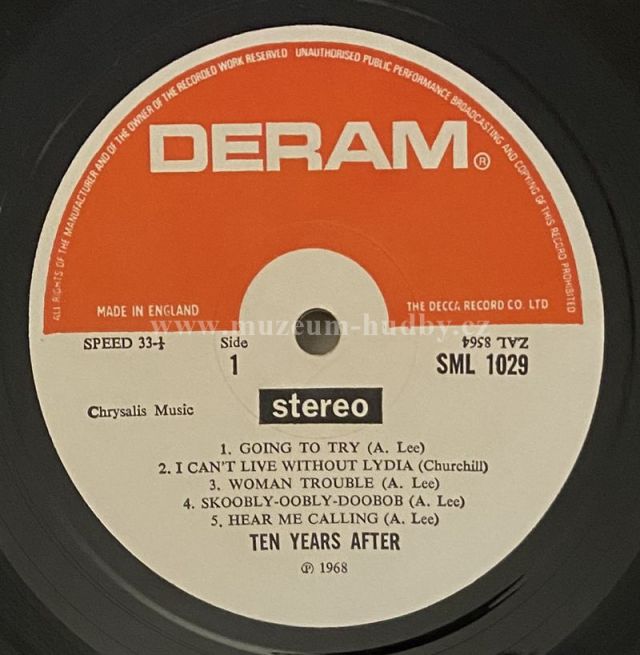 ALL RIGHTS OF THE MANUFACTURER AND OF THE OWNER OF THE RECORDED WORK RESERVED UNAUTHORISED PUBLIC PERFORMANCE BROADCASTING AND COPYING OF THIS RECORD PROHIBITED
DERAM®
MADE IN ENGLAND
THE DECCA RECORD CO. LTD
www.muzeum-hudby.cz
SPEED 33-⅓
Side
1
ZAL 8564
SML 1029
Chrysalis Music
stereo
1. GOING TO TRY (A. Lee)
2. I CAN'T LIVE WITHOUT LYDIA (Churchill)
3. WOMAN TROUBLE (A. Lee)
4. SKOOBLY-OOBLY-DOOBOB (A. Lee)
5. HEAR ME CALLING (A. Lee)
TEN YEARS AFTER
℗ 1968